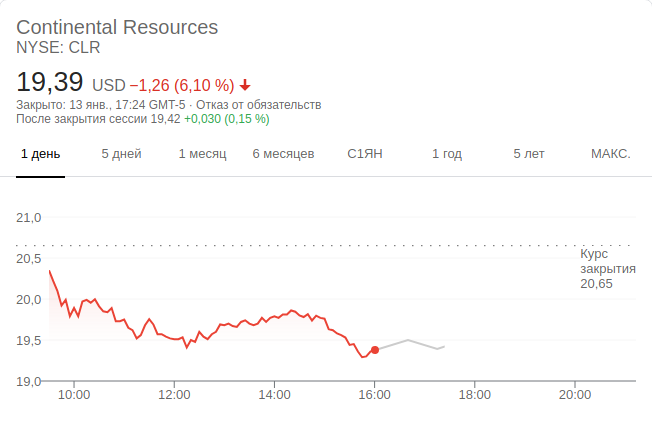 Continental Resources
NYSE: CLR
19,39 USD −1,26 (6,10 %)
Закрыто: 13 янв., 17:24 GMT-5 · Отказ от обязательств
После закрытия сессии 19,42 +0,030 (0,15 %)
1 день 5 дней 1 месяц 6 месяцев С1ЯН 1 год 5 лет МАКС.
21,0
Курс
закрытия
20,65
20,5
20,0
19,5
19,0
10:00 12:00 14:00 16:00 18:00 20:00